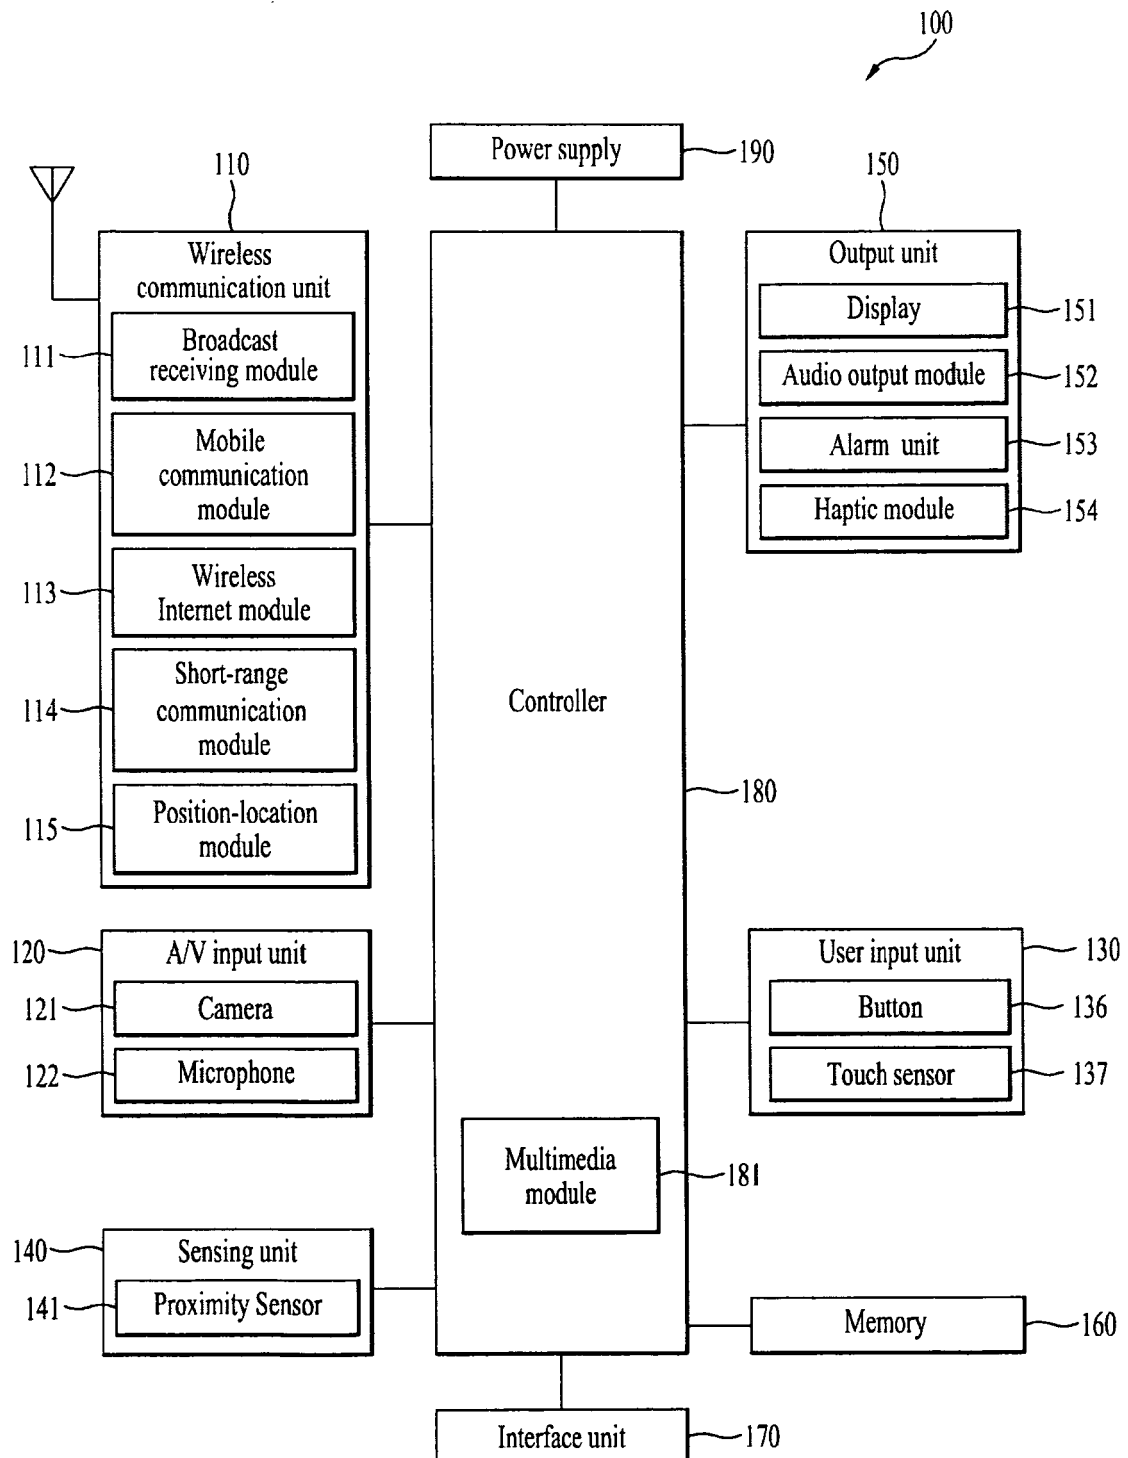 100
Power supply
190
110
Wireless
communication unit
111
Broadcast
receiving module
112
Mobile
communication
module
113
Wireless
Internet module
114
Short-range
communication
module
115
Position-location
module
150
Output unit
Display
151
Audio output module
152
Alarm unit
153
Haptic module
154
Controller
180
120
A/V input unit
121
Camera
122
Microphone
User input unit
130
Button
136
Touch sensor
137
Multimedia
module
181
140
Sensing unit
141
Proximity Sensor
Memory
160
Interface unit
170